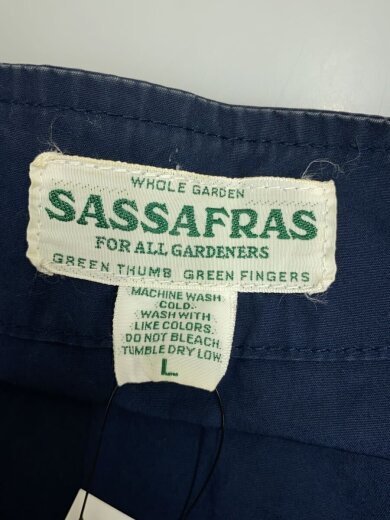 WHOLE GARDEN
SASSAFRAS
FOR ALL GARDENERS
GREEN THUMB GREEN FINGERS
MACHINE WASH
COLD.
WASH WITH
LIKE COLORS.
DO NOT BLEACH.
TUMBLE DRY LOW.
L